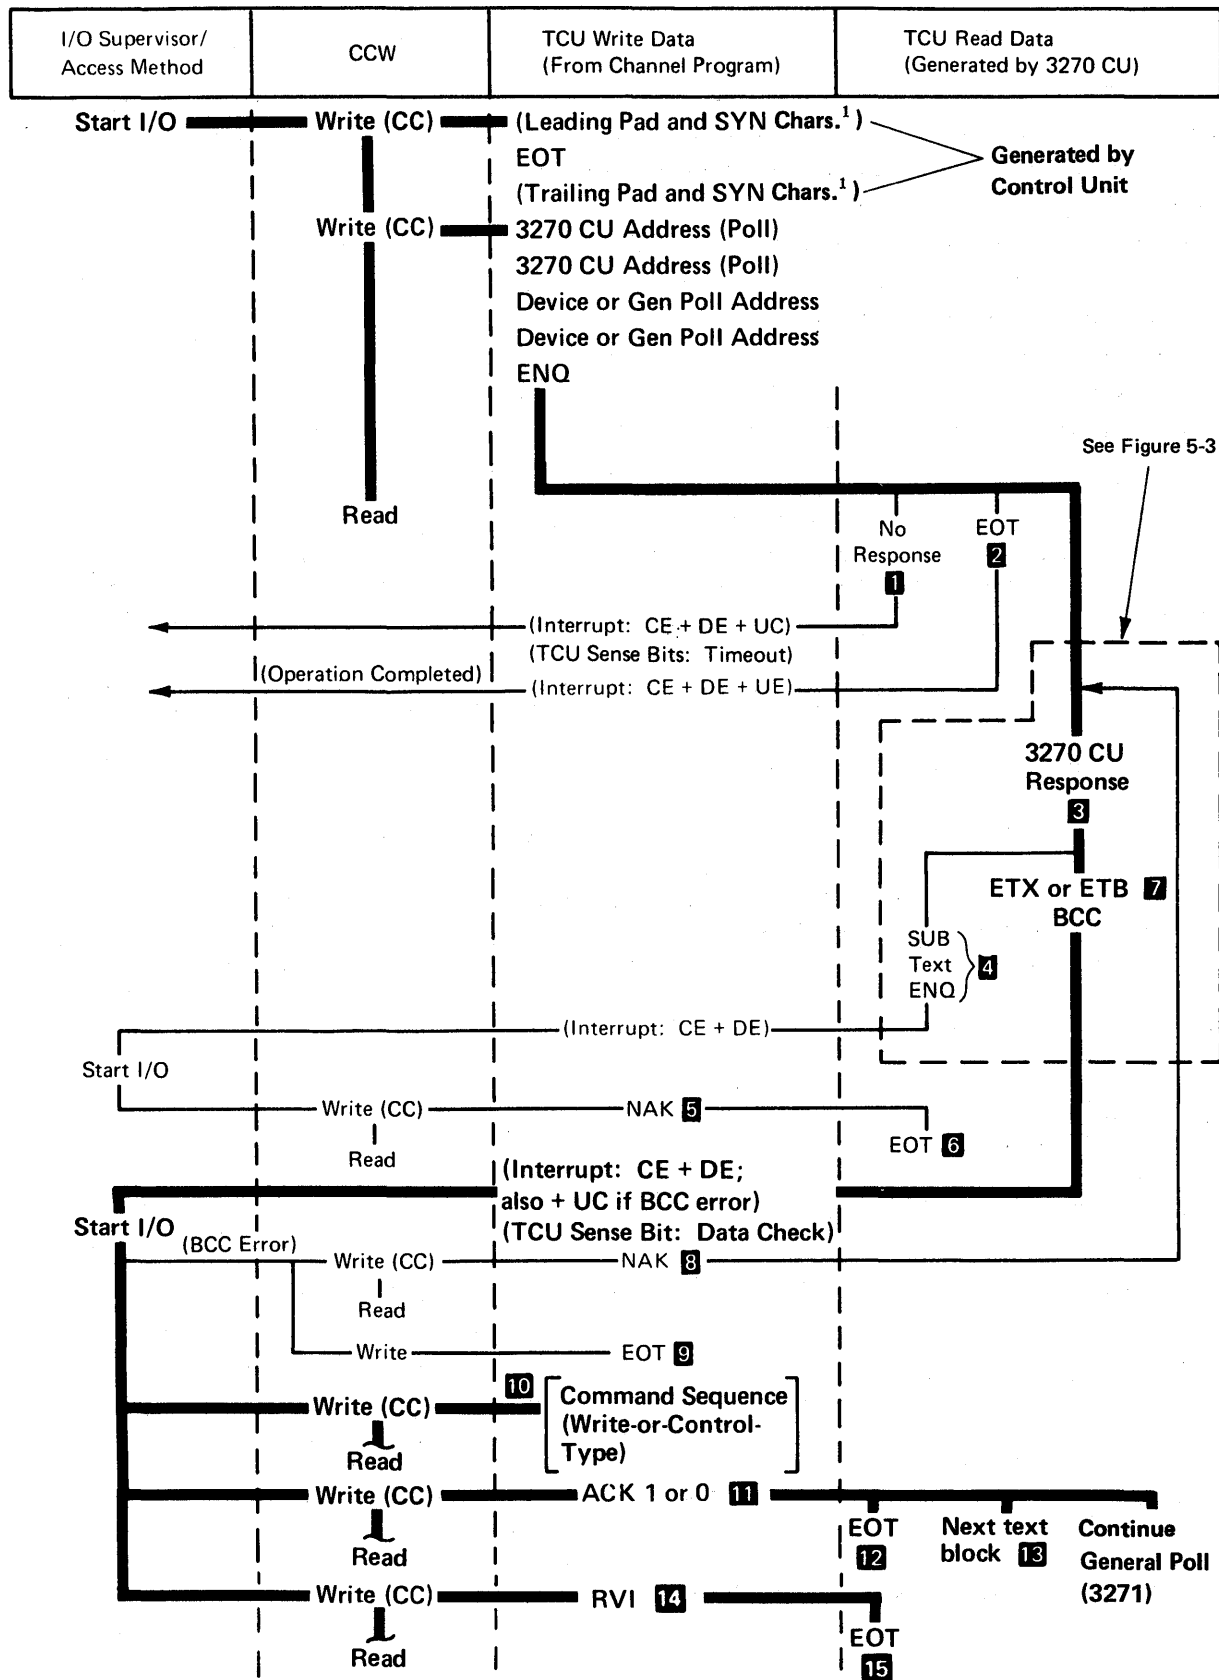 I/O Supervisor/
Access Method
CCW
TCU Write Data
(From Channel Program)
TCU Read Data
(Generated by 3270 CU)
Start I/O
Write (CC)
(Leading Pad and SYN Chars.1)
EOT
(Trailing Pad and SYN Chars.1)
Generated by
Control Unit
Write (CC)
3270 CU Address (Poll)
3270 CU Address (Poll)
Device or Gen Poll Address
Device or Gen Poll Address
ENQ
See Figure 5-3
Read
No
Response
1
EOT
2
(Interrupt: CE + DE + UC)
(TCU Sense Bits: Timeout)
(Operation Completed)
(Interrupt: CE + DE + UE)
3270 CU
Response
3
ETX or ETB 7
BCC
SUB
Text
ENQ
4
(Interrupt: CE + DE)
Start I/O
Write (CC)
NAK 5
Read
EOT 6
(Interrupt: CE + DE;
also + UC if BCC error)
(TCU Sense Bit: Data Check)
Start I/O
(BCC Error)
Write (CC)
NAK 8
Read
Write
EOT 9
Write (CC)
10
Command Sequence
(Write-or-Control-
Type)
Read
Write (CC)
ACK 1 or 0 11
Read
EOT
12
Next text
block 13
Continue
General Poll
(3271)
Write (CC)
RVI 14
Read
EOT
15